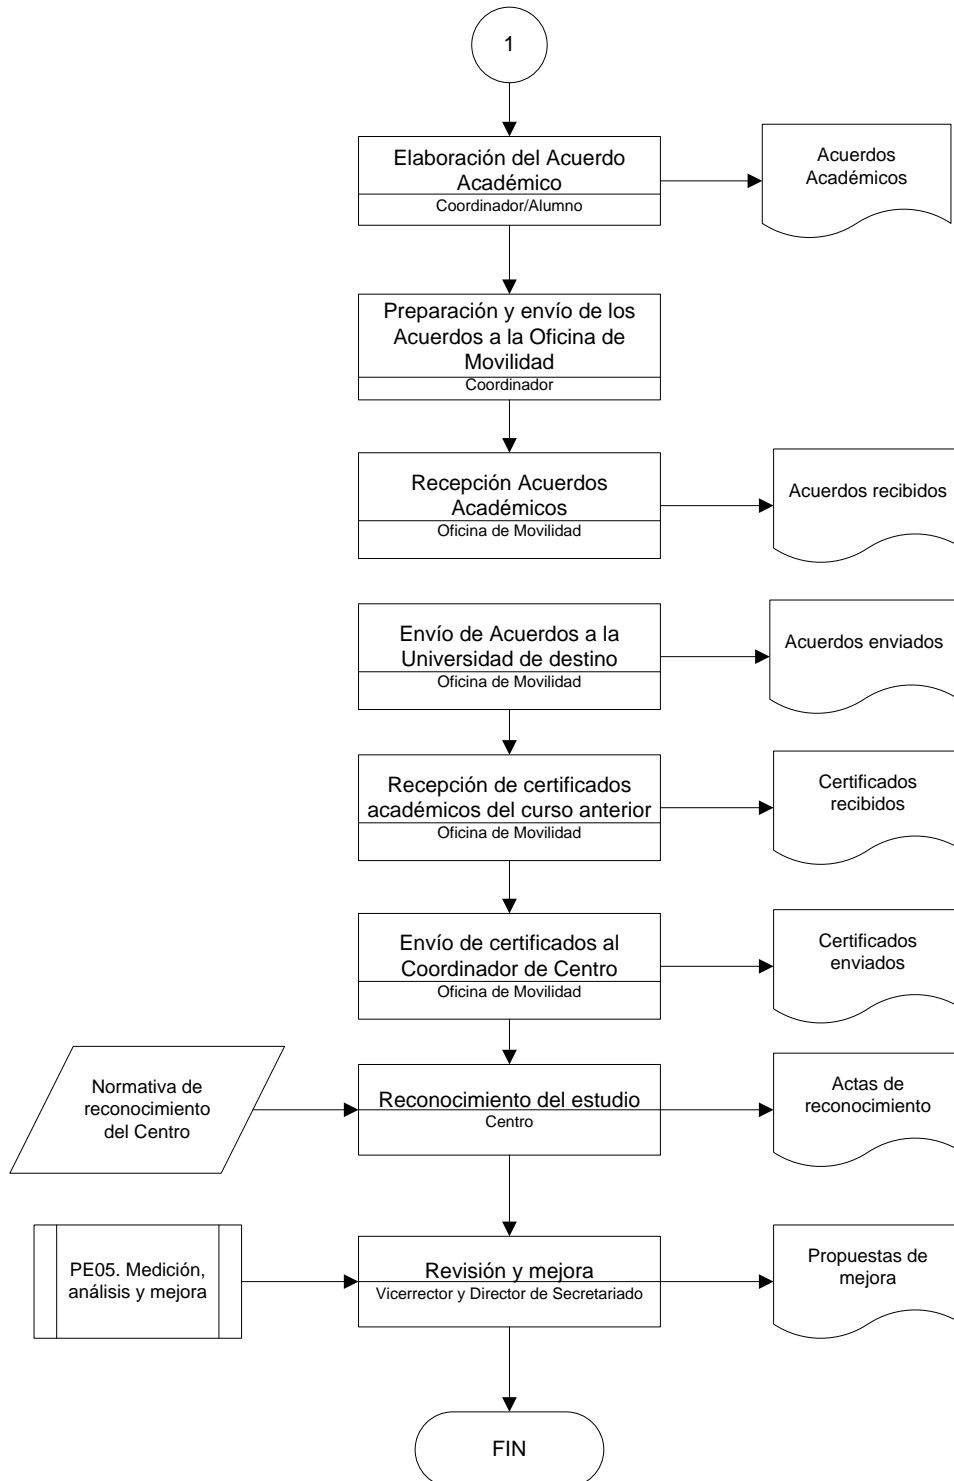 1
Elaboración del Acuerdo
Académico
Coordinador/Alumno
Acuerdos
Académicos
Preparación y envío de los
Acuerdos a la Oficina de
Movilidad
Coordinador
Recepción Acuerdos
Académicos
Oficina de Movilidad
Acuerdos recibidos
Envío de Acuerdos a la
Universidad de destino
Oficina de Movilidad
Acuerdos enviados
Recepción de certificados
académicos del curso anterior
Oficina de Movilidad
Certificados
recibidos
Envío de certificados al
Coordinador de Centro
Oficina de Movilidad
Certificados
enviados
Normativa de
reconocimiento
del Centro
Reconocimiento del estudio
Centro
Actas de
reconocimiento
PE05. Medición,
análisis y mejora
Revisión y mejora
Vicerrector y Director de Secretariado
Propuestas de
mejora
FIN